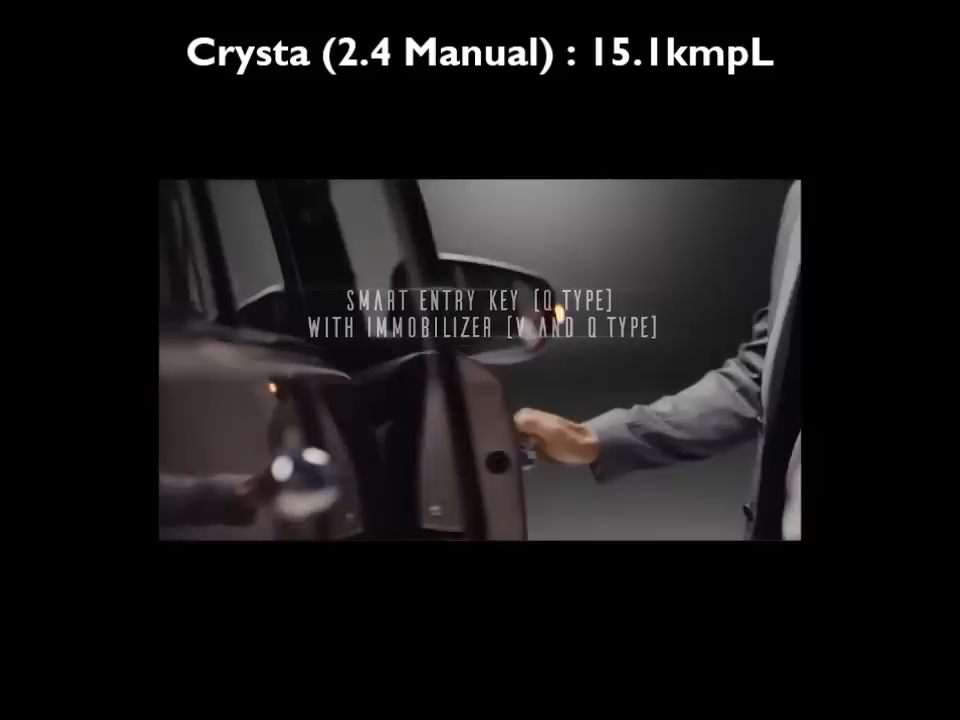 Crysta (2.4 Manual) : 15.1kmpL
SMART ENTRY KEY [Q TYPE]
WITH IMMOBILIZER [V AND Q TYPE]